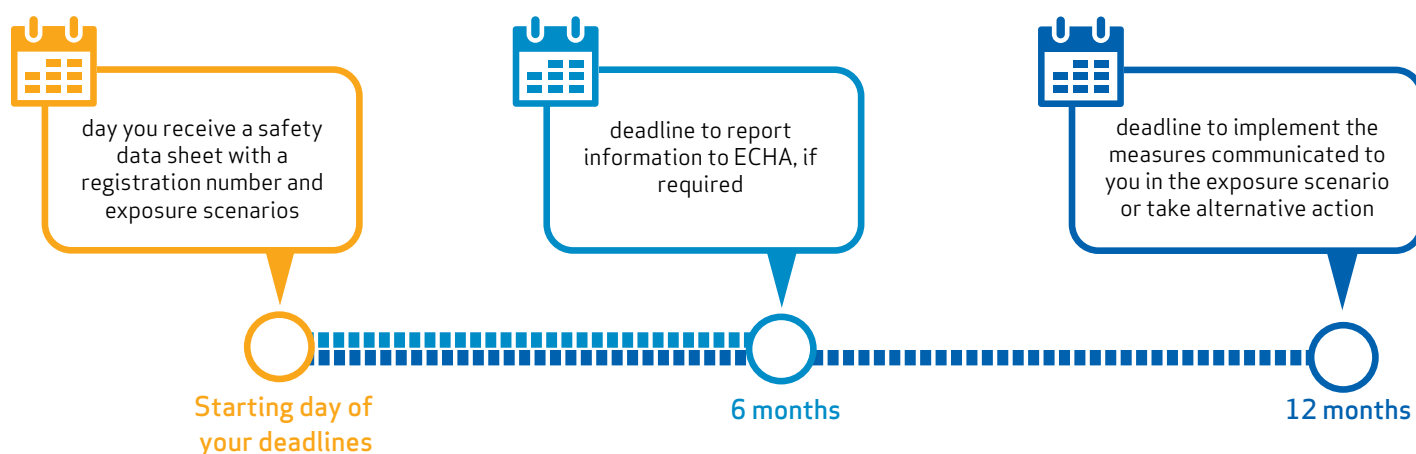 day you receive a safety
data sheet with a
registration number and
exposure scenarios
deadline to report
information to ECHA, if
required
deadline to implement the
measures communicated to
you in the exposure scenario
or take alternative action
Starting day of
your deadlines
6 months
12 months